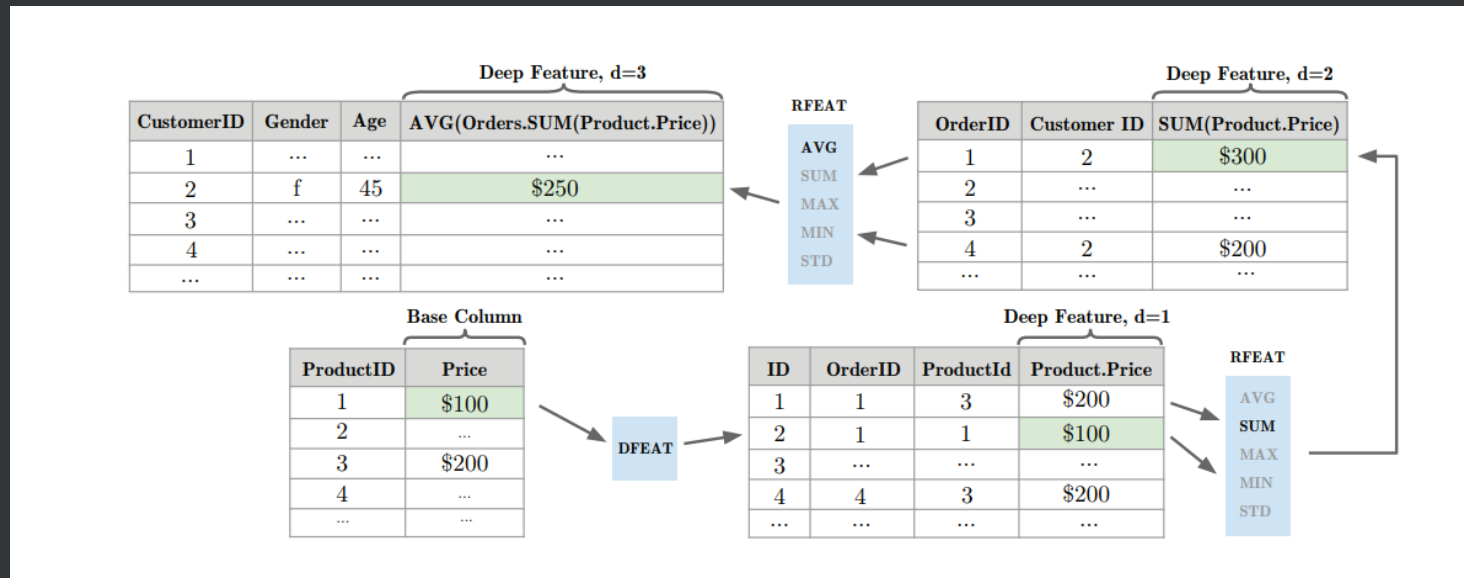 Deep Feature, d=3
CustomerID Gender Age AVG(Orders.SUM(Product.Price))
1 ... ... ...
2 f 45 $250
3 ... ... ...
4 ... ... ...
... ... ... ...
RFEAT
AVG
SUM
MAX
MIN
STD
Deep Feature, d=2
OrderID Customer ID SUM(Product.Price)
1 2 $300
2 ... ...
3 ... ...
4 2 $200
... ... ...
Base Column
ProductID Price
1 $100
2 ...
3 $200
4 ...
... ...
DFEAT
Deep Feature, d=1
ID OrderID ProductId Product.Price
1 1 3 $200
2 1 1 $100
3 ... ... ...
4 4 3 $200
... ... ... ...
RFEAT
AVG
SUM
MAX
MIN
STD